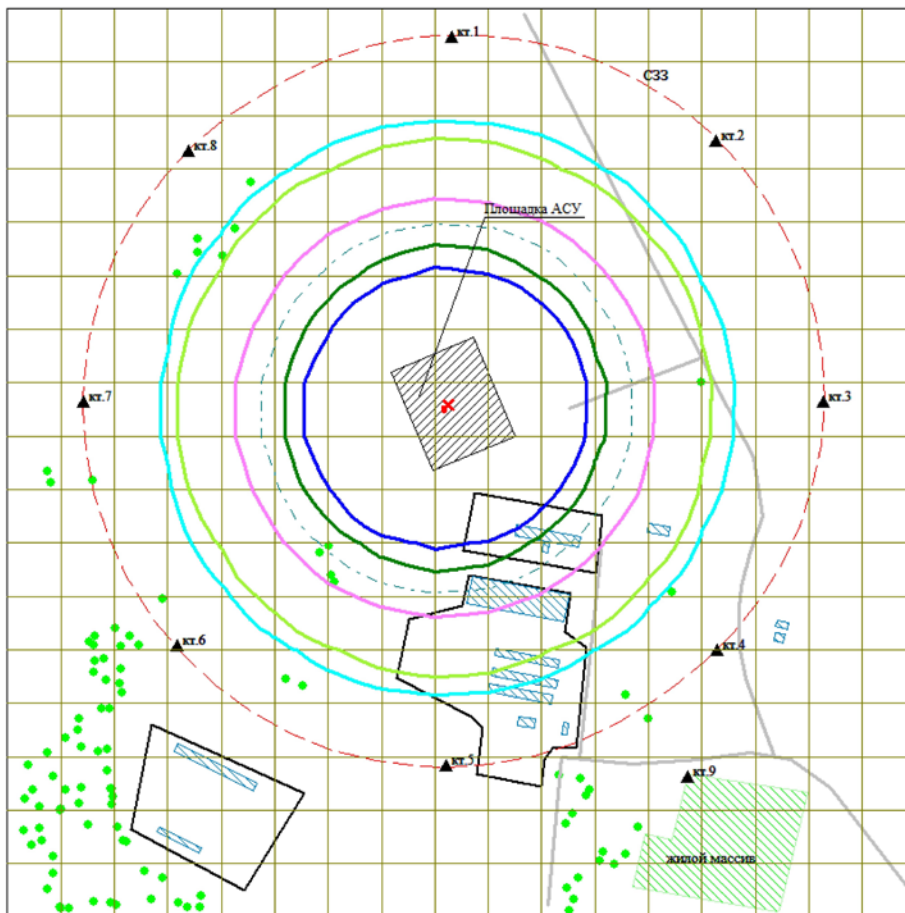 кт.1
СЗЗ
кт.2
кт.8
Площадка АСУ
кт.7
кт.3
кт.6
кт.4
кт.5
кт.9
жилой массив